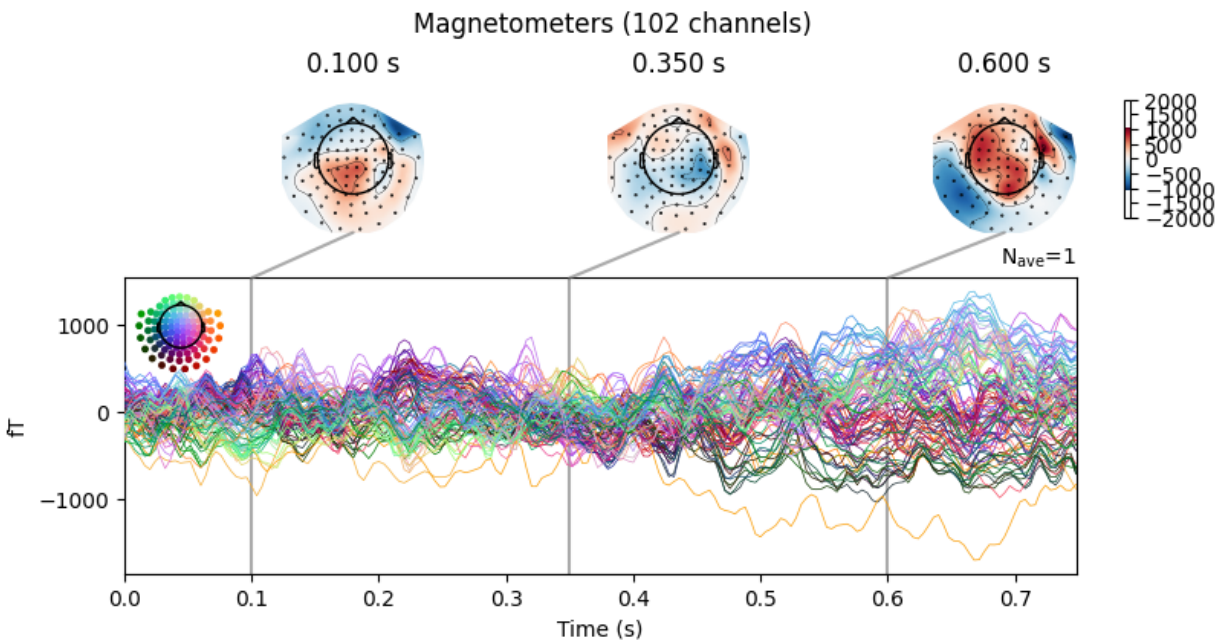 Magnetometers (102 channels)
0.100 s 0.350 s 0.600 s
2000
1500
1000
500
0
−500
−1000
−1500
−2000
Nave=1
1000
0
−1000
fT
0.0 0.1 0.2 0.3 0.4 0.5 0.6 0.7
Time (s)